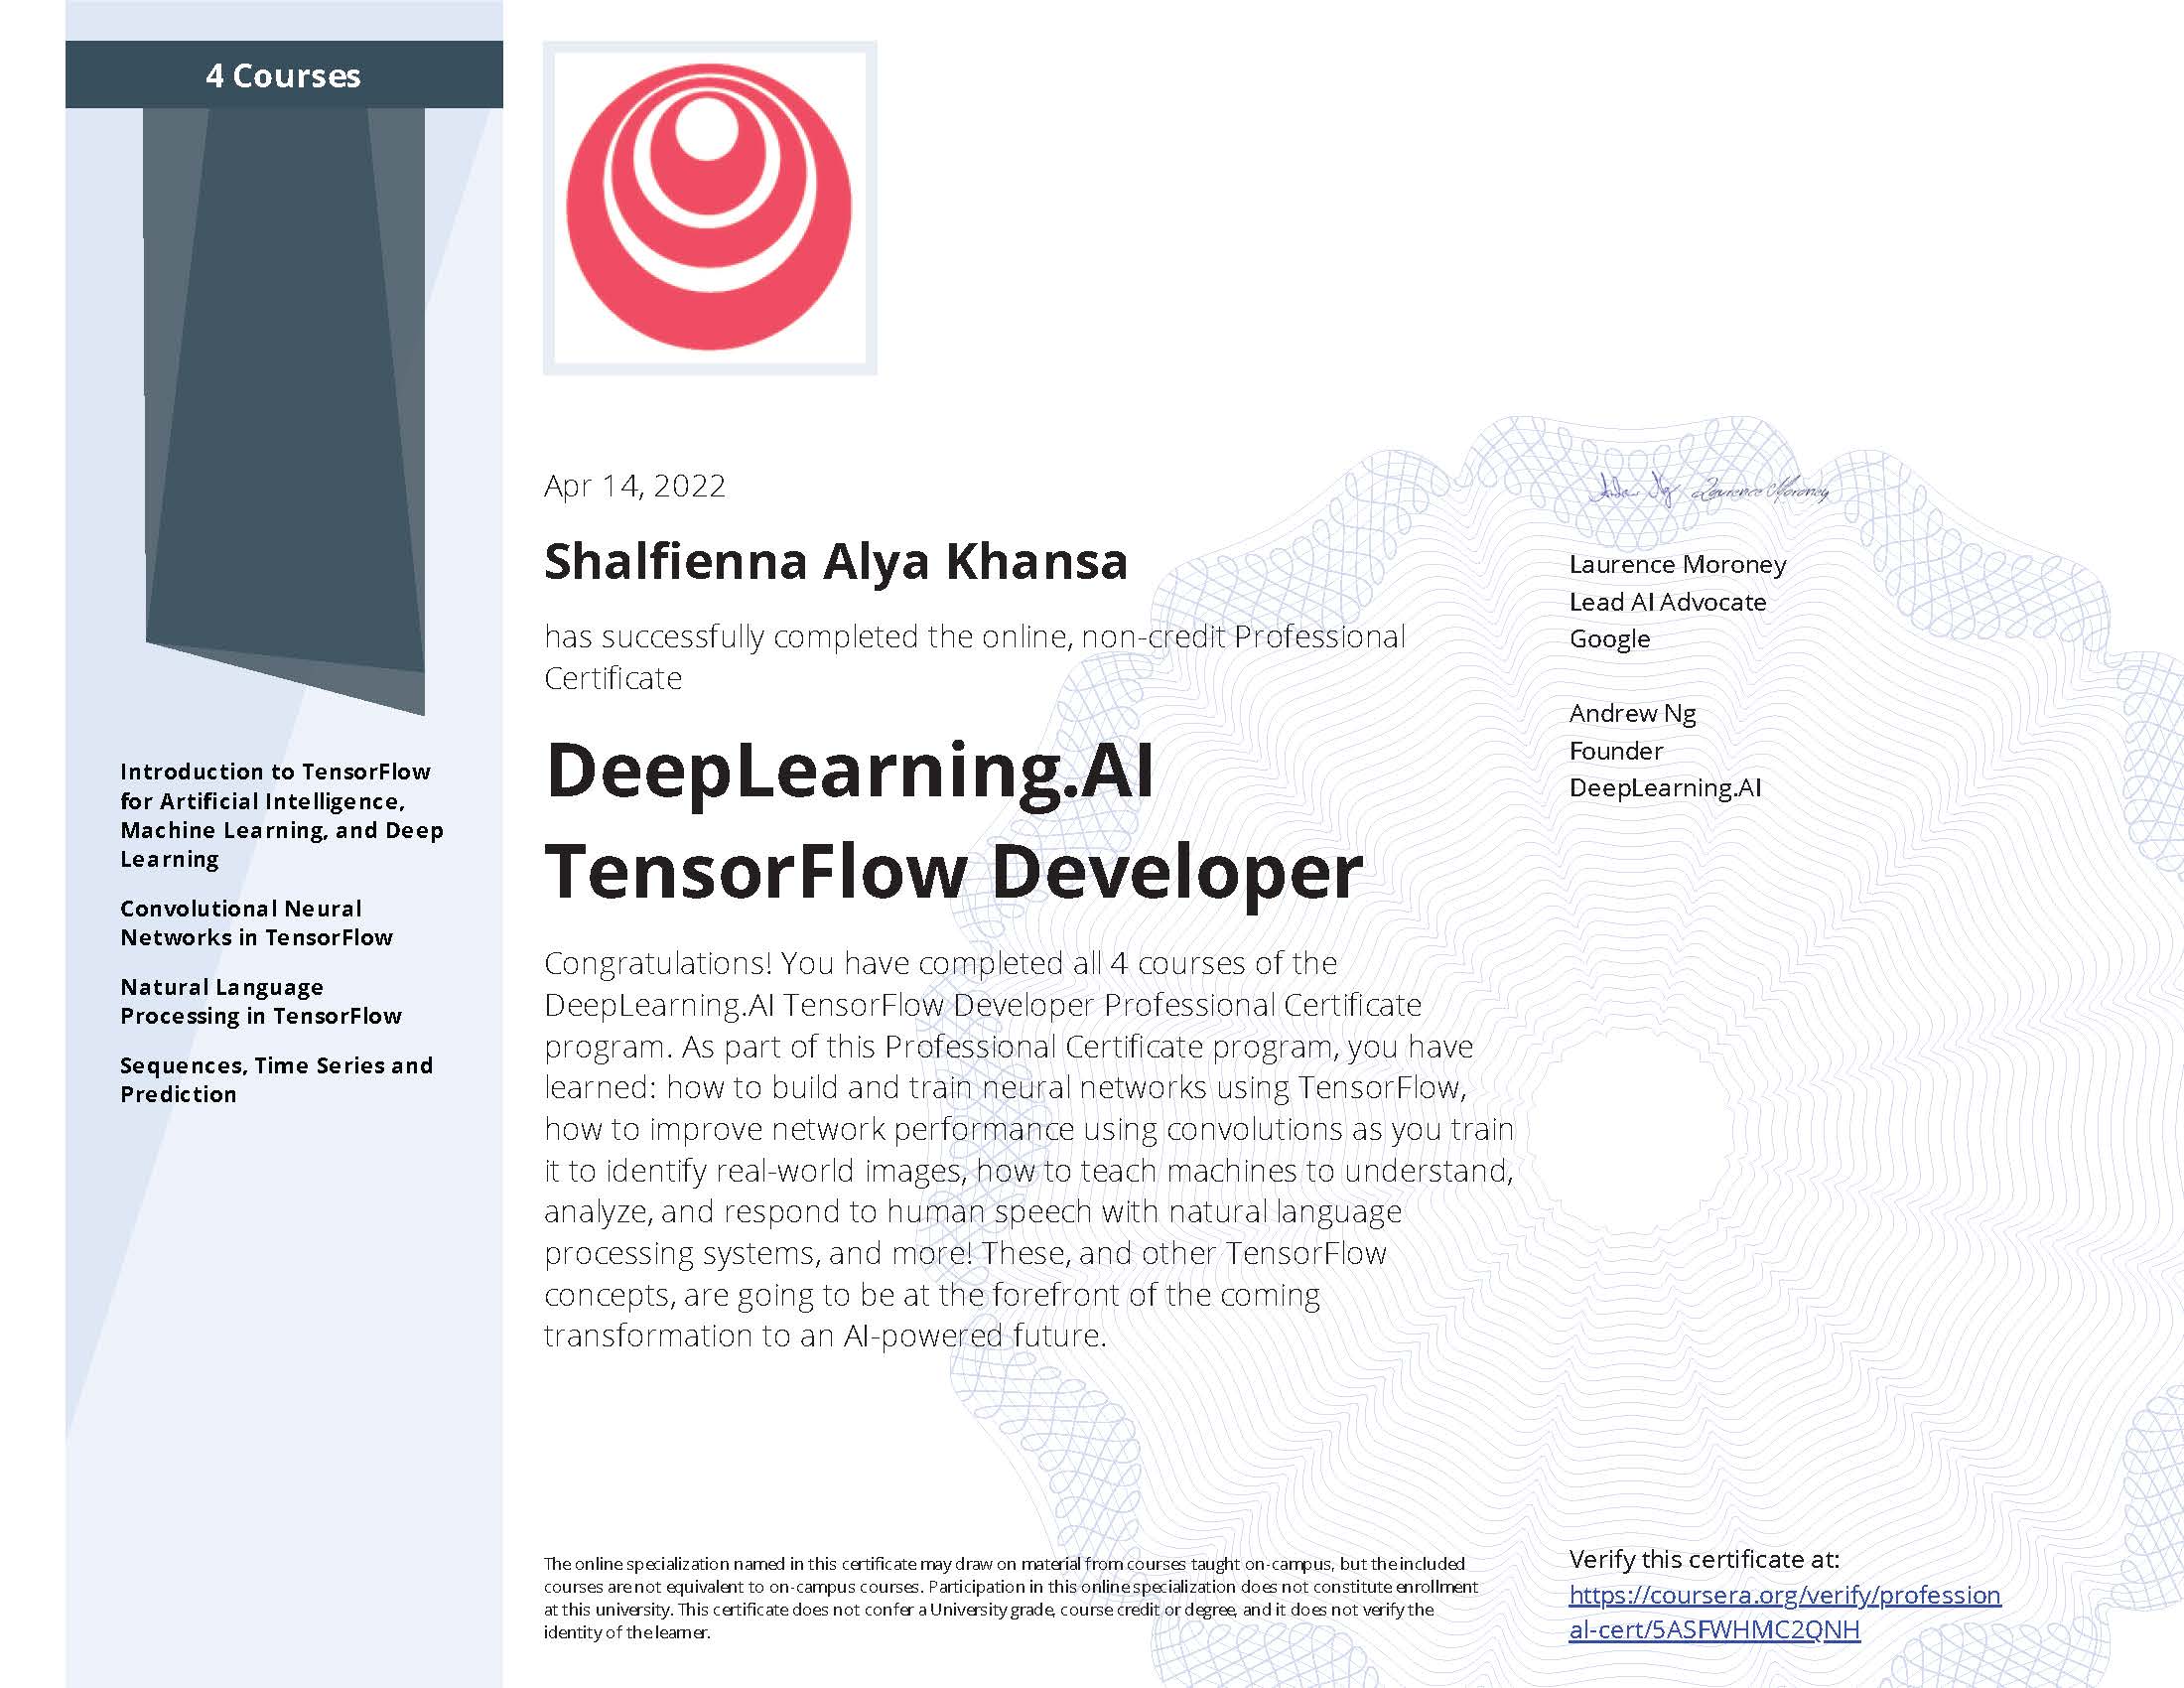 4 Courses
Introduction to TensorFlow
for Artificial Intelligence,
Machine Learning, and Deep
Learning
Convolutional Neural
Networks in TensorFlow
Natural Language
Processing in TensorFlow
Sequences, Time Series and
Prediction
Apr 14, 2022
Shalfienna Alya Khansa
has successfully completed the online, non-credit Professional
Certificate
DeepLearning.AI
TensorFlow Developer
Congratulations! You have completed all 4 courses of the
DeepLearning.AI TensorFlow Developer Professional Certificate
program. As part of this Professional Certificate program, you have
learned: how to build and train neural networks using TensorFlow,
how to improve network performance using convolutions as you train
it to identify real-world images, how to teach machines to understand,
analyze, and respond to human speech with natural language
processing systems, and more! These, and other TensorFlow
concepts, are going to be at the forefront of the coming
transformation to an AI-powered future.
The online specialization named in this certificate may draw on material from courses taught on-campus, but the included
courses are not equivalent to on-campus courses. Participation in this online specialization does not constitute enrollment
at this university. This certificate does not confer a University grade, course credit or degree, and it does not verify the
identity of the learner.
Andrew Ng Laurence Moroney
Laurence Moroney
Lead AI Advocate
Google
Andrew Ng
Founder
DeepLearning.AI
Verify this certificate at:
https://coursera.org/verify/profession
al-cert/5ASFWHMC2QNH